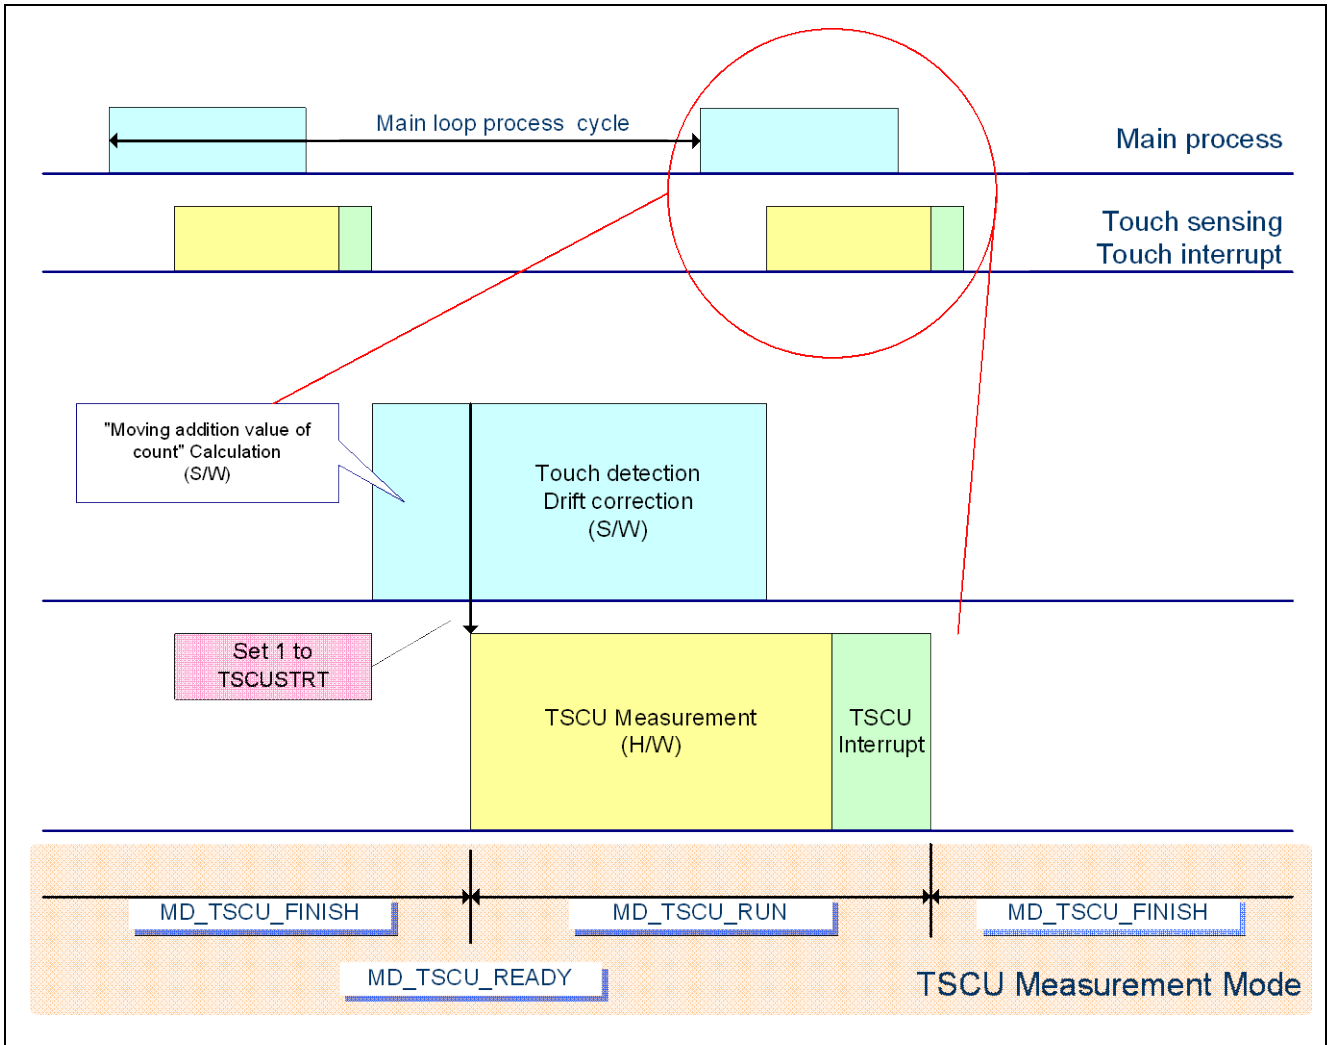 Main loop process cycle
Main process
Touch sensing
Touch interrupt
"Moving addition value of
count" Calculation
(S/W)
Touch detection
Drift correction
(S/W)
Set 1 to
TSCUSTRT
TSCU Measurement
(H/W)
TSCU
Interrupt
MD_TSCU_FINISH
MD_TSCU_RUN
MD_TSCU_FINISH
MD_TSCU_READY
TSCU Measurement Mode